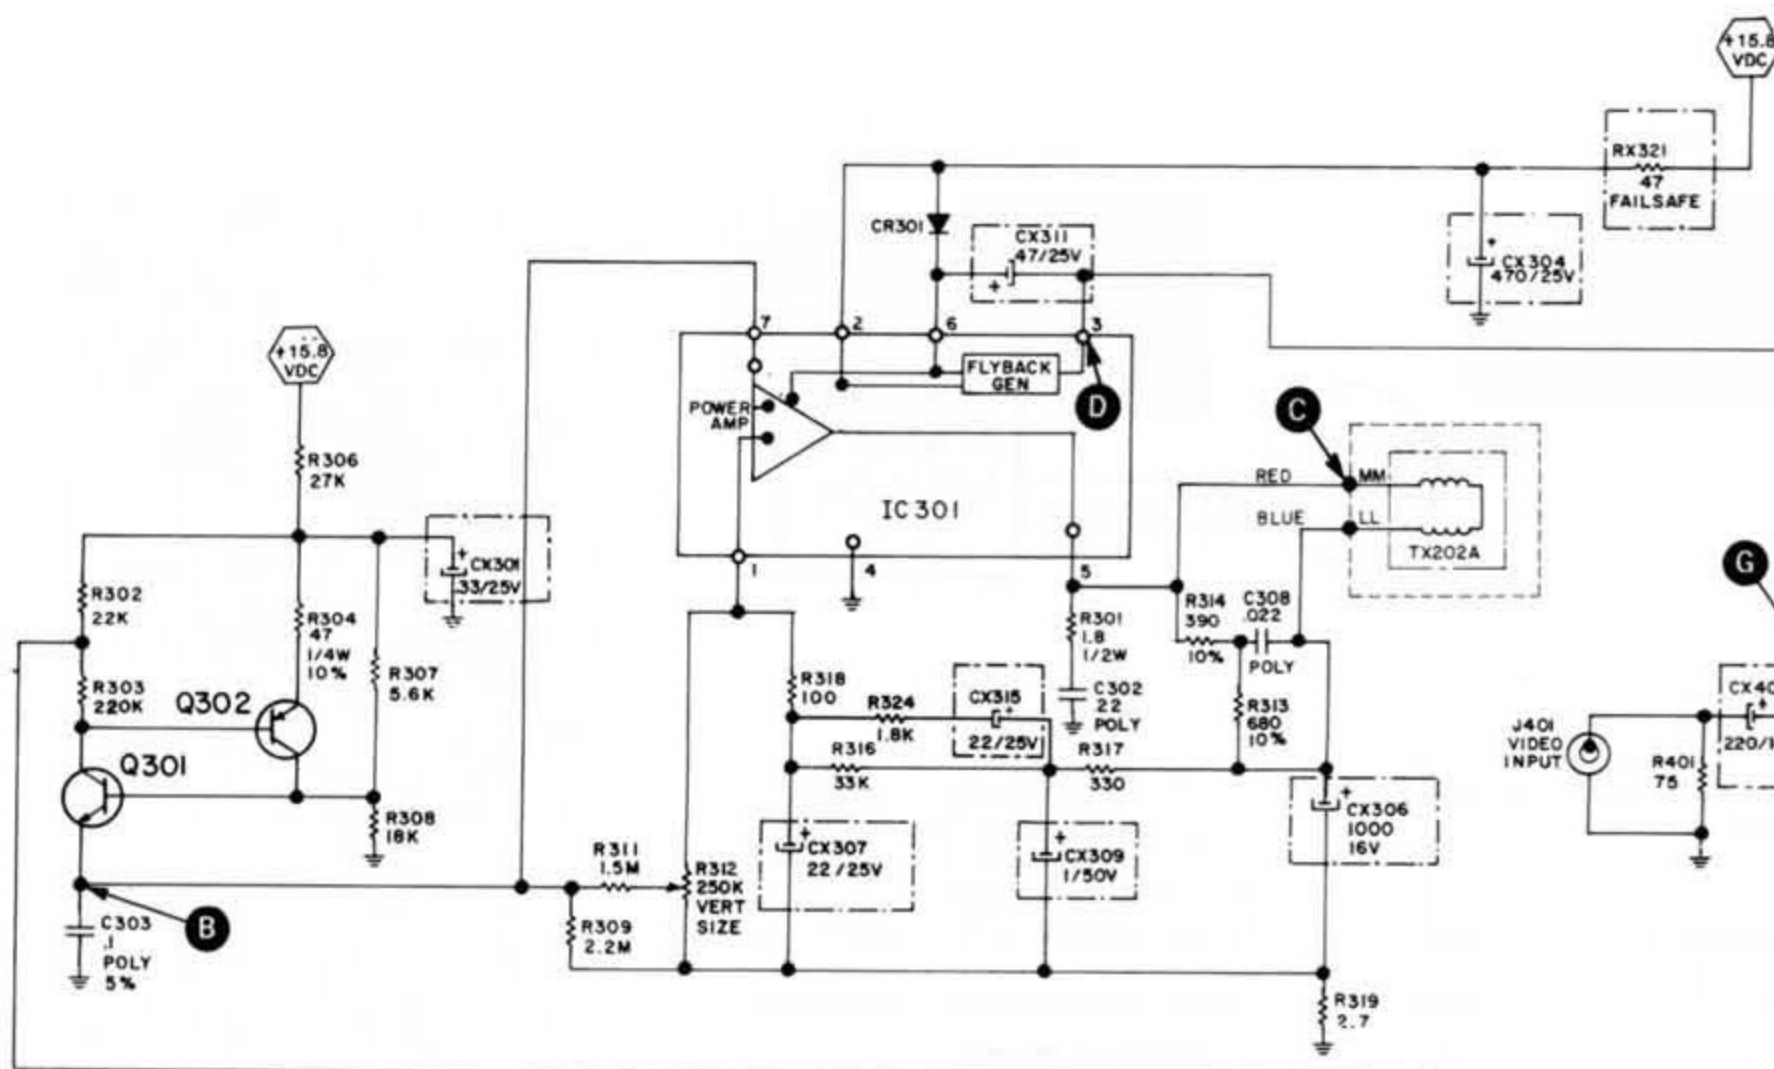 +15.8
VDC
RX321
47
FAILSAFE
CR301
CX311
47/25V
+
+
CX304
470/25V
7
2
6
3
+15.8
VDC
FLYBACK
GEN
D
POWER
AMP
C
RED
MM
R306
27K
IC301
BLUE
LL
TX202A
+
CX301
33/25V
1
4
5
G
R302
22K
R304
47
1/4W
10%
R307
5.6K
R301
1.8
1/2W
R314
390
10%
C308
.022
POLY
R303
220K
Q302
R318
100
R324
1.8K
CX315
+
22/25V
C302
.22
POLY
R313
680
10%
J401
VIDEO
INPUT
R401
75
CX40
+
220/1
Q301
R316
33K
R317
330
R308
18K
+
CX307
22/25V
+
CX309
1/50V
+
CX306
1000
16V
R311
1.5M
R312
250K
VERT
SIZE
C303
.1
POLY
5%
B
R309
2.2M
R319
2.7